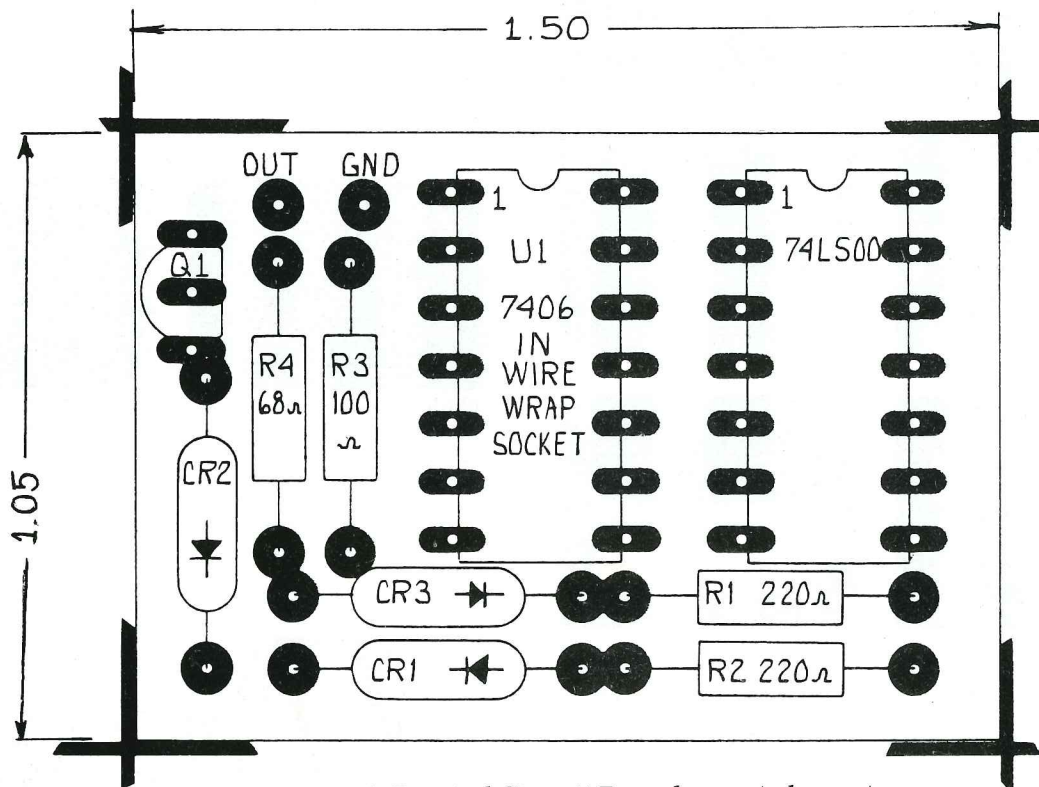 1.50
OUT GND
1
1
Q1
U1
74LS00
7406
IN
WIRE
WRAP
SOCKET
R4
68Ω
R3
100
Ω
CR2
1.05
CR3
R1 220Ω
CR1
R2 220Ω